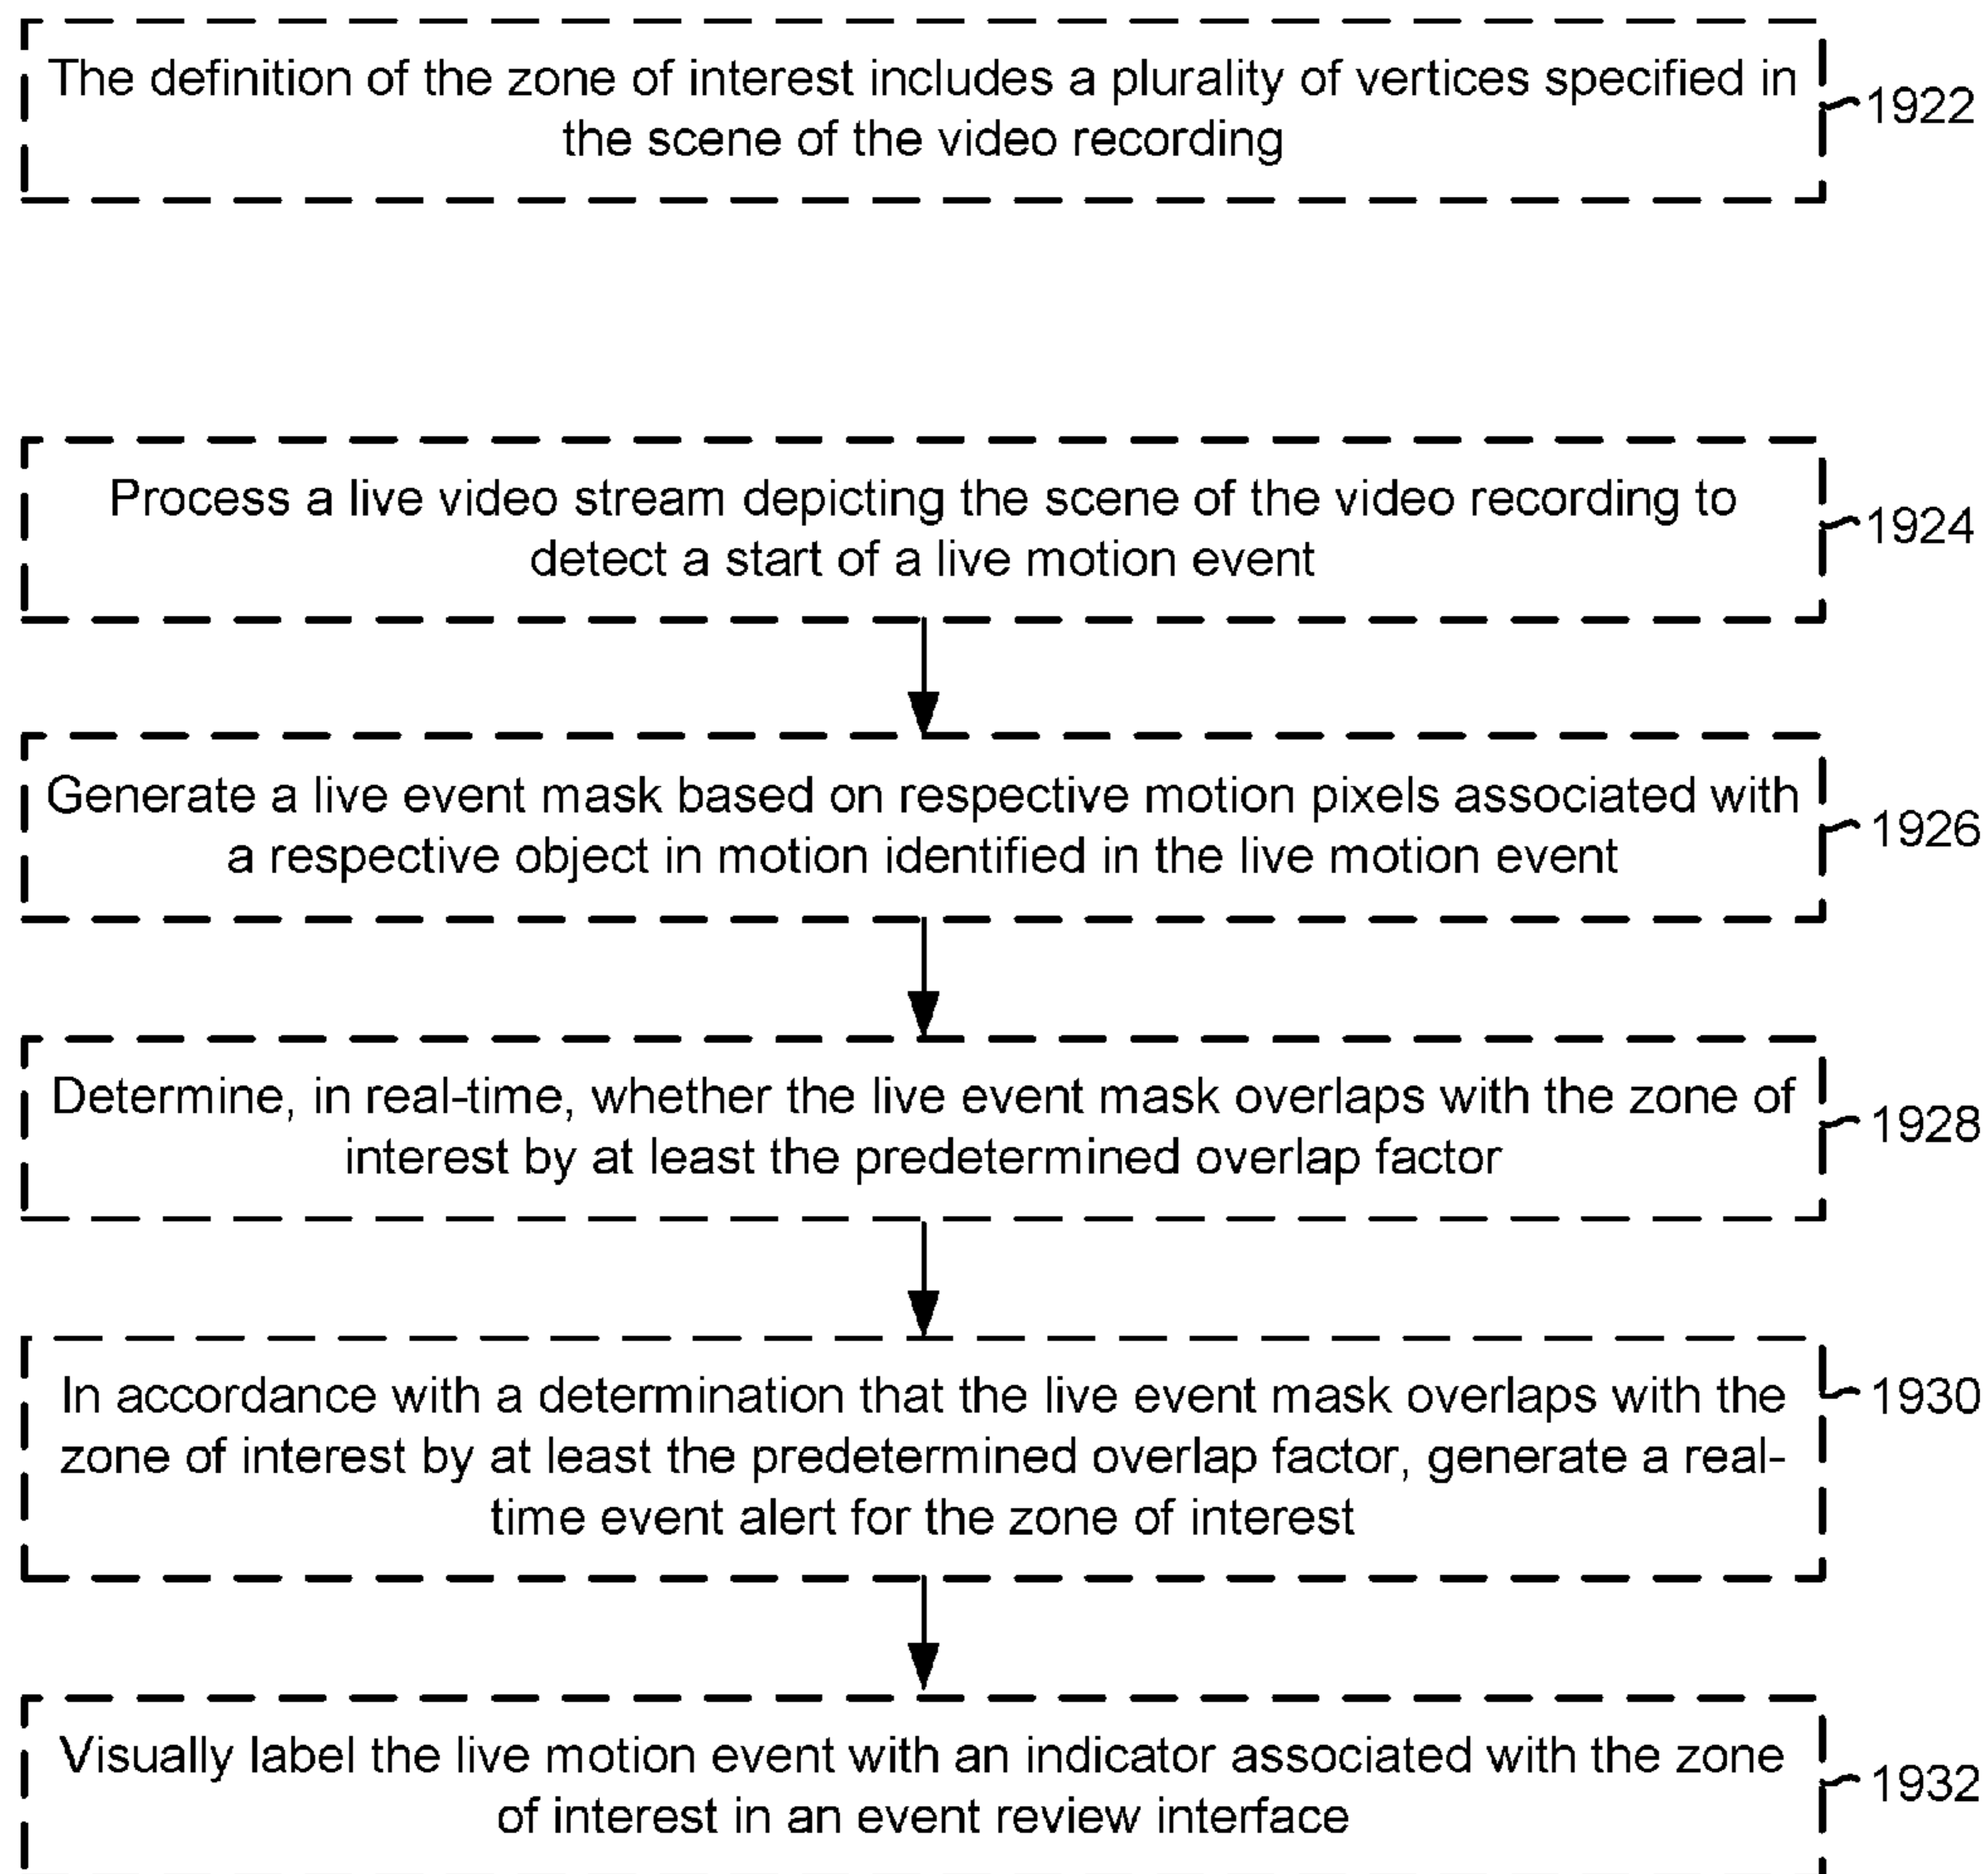 The definition of the zone of interest includes a plurality of vertices specified in
the scene of the video recording
1922
Process a live video stream depicting the scene of the video recording to
detect a start of a live motion event
1924
Generate a live event mask based on respective motion pixels associated with
a respective object in motion identified in the live motion event
1926
Determine, in real-time, whether the live event mask overlaps with the zone of
interest by at least the predetermined overlap factor
1928
In accordance with a determination that the live event mask overlaps with the
zone of interest by at least the predetermined overlap factor, generate a real-
time event alert for the zone of interest
1930
Visually label the live motion event with an indicator associated with the zone
of interest in an event review interface
1932